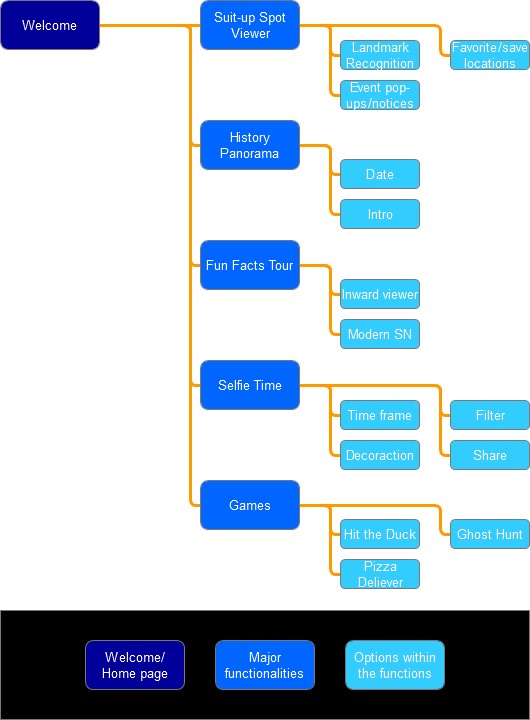 Welcome
Suit-up Spot
Viewer
Landmark
Recognition
Event pop-
ups/notices
Favorite/save
locations
History
Panorama
Date
Intro
Fun Facts Tour
Inward viewer
Modern SN
Selfie Time
Time frame
Decoraction
Filter
Share
Games
Hit the Duck
Pizza
Deliever
Ghost Hunt
Welcome/
Home page
Major
functionalities
Options within
the functions